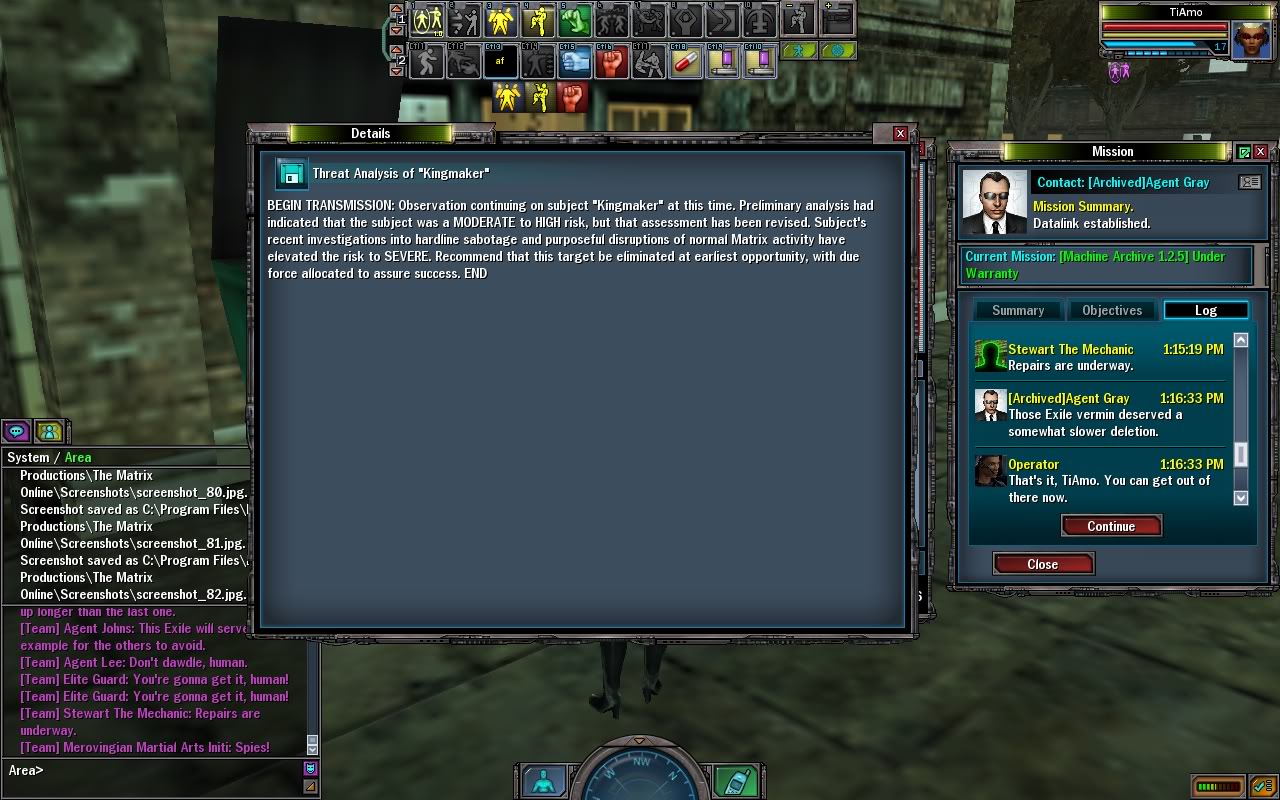 1
2
1.0
Ctrl3
af
TiAmo
17
Details
Threat Analysis of "Kingmaker"
BEGIN TRANSMISSION: Observation continuing on subject "Kingmaker" at this time. Preliminary analysis had
indicated that the subject was a MODERATE to HIGH risk, but that assessment has been revised. Subject's
recent investigations into hardline sabotage and purposeful disruptions of normal Matrix activity have
elevated the risk to SEVERE. Recommend that this target be eliminated at earliest opportunity, with due
force allocated to assure success. END
Mission
Contact: [Archived]Agent Gray
Mission Summary.
Datalink established.
Current Mission: [Machine Archive 1.2.5] Under
Warranty
Summary
Objectives
Log
Stewart The Mechanic 1:15:19 PM
Repairs are underway.
[Archived]Agent Gray 1:16:33 PM
Those Exile vermin deserved a
somewhat slower deletion.
Operator 1:16:33 PM
That's it, TiAmo. You can get out of
there now.
Continue
Close
System / Area
Productions\The Matrix
Online\Screenshots\screenshot_80.jpg.
Screenshot saved as C:\Program Files\
Productions\The Matrix
Online\Screenshots\screenshot_81.jpg.
Screenshot saved as C:\Program Files\
Productions\The Matrix
Online\Screenshots\screenshot_82.jpg.
up longer than the last one.
[Team] Agent Johns: This Exile will serve
example for the others to avoid.
[Team] Agent Lee: Don't dawdle, human.
[Team] Elite Guard: You're gonna get it, human!
[Team] Elite Guard: You're gonna get it, human!
[Team] Stewart The Mechanic: Repairs are
underway.
[Team] Merovingian Martial Arts Initi: Spies!
Area>
W NW N